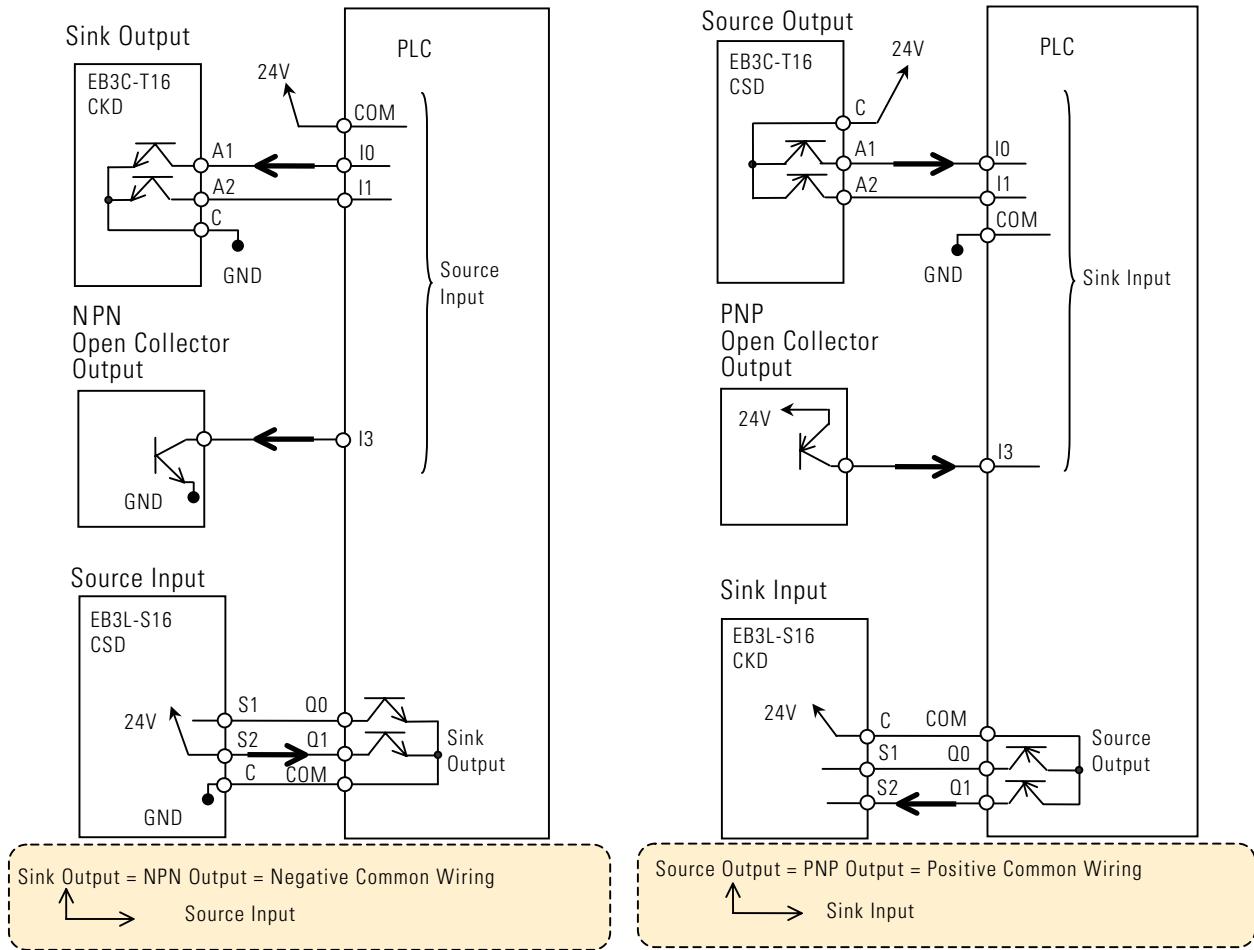 Sink Output
EB3C-T16
CKD
24V
PLC
COM
A1
I0
A2
I1
C
GND
Source
Input
NPN
Open Collector
Output
I3
GND
Source Input
EB3L-S16
CSD
24V
S1
Q0
S2
Q1
C
COM
GND
Sink
Output
Sink Output = NPN Output = Negative Common Wiring
Source Input
Source Output
EB3C-T16
CSD
24V
PLC
C
A1
I0
A2
I1
COM
GND
Sink Input
PNP
Open Collector
Output
24V
I3
Sink Input
EB3L-S16
CKD
24V
C
COM
S1
Q0
S2
Q1
Source
Output
Source Output = PNP Output = Positive Common Wiring
Sink Input